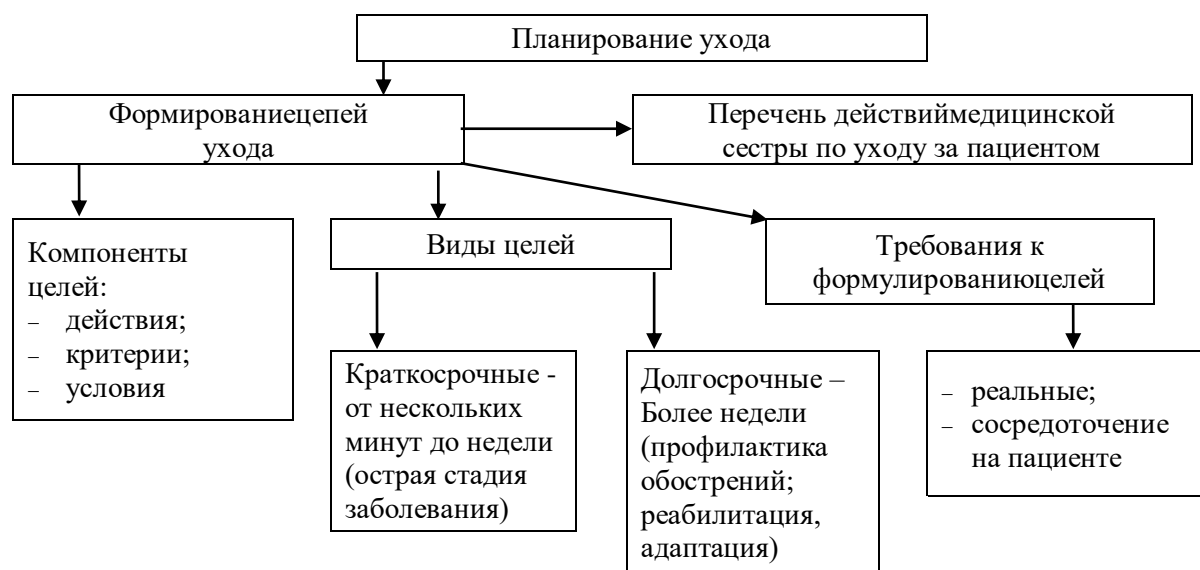 Планирование ухода
Формированиецепей
ухода
Перечень действиймедицинской
сестры по уходу за пациентом
Компоненты
целей:
– действия;
– критерии;
– условия
Виды целей
Требования к
формулированиюцелей
Краткосрочные -
от нескольких
минут до недели
(острая стадия
заболевания)
Долгосрочные –
Более недели
(профилактика
обострений;
реабилитация,
адаптация)
– реальные;
– сосредоточение
на пациенте